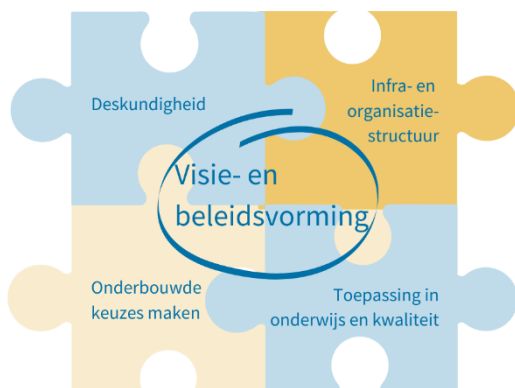 Deskundigheid
Infra- en
organisatie-
structuur
Visie- en
beleidsvorming
Onderbouwde
keuzes maken
Toepassing in
onderwijs en kwaliteit